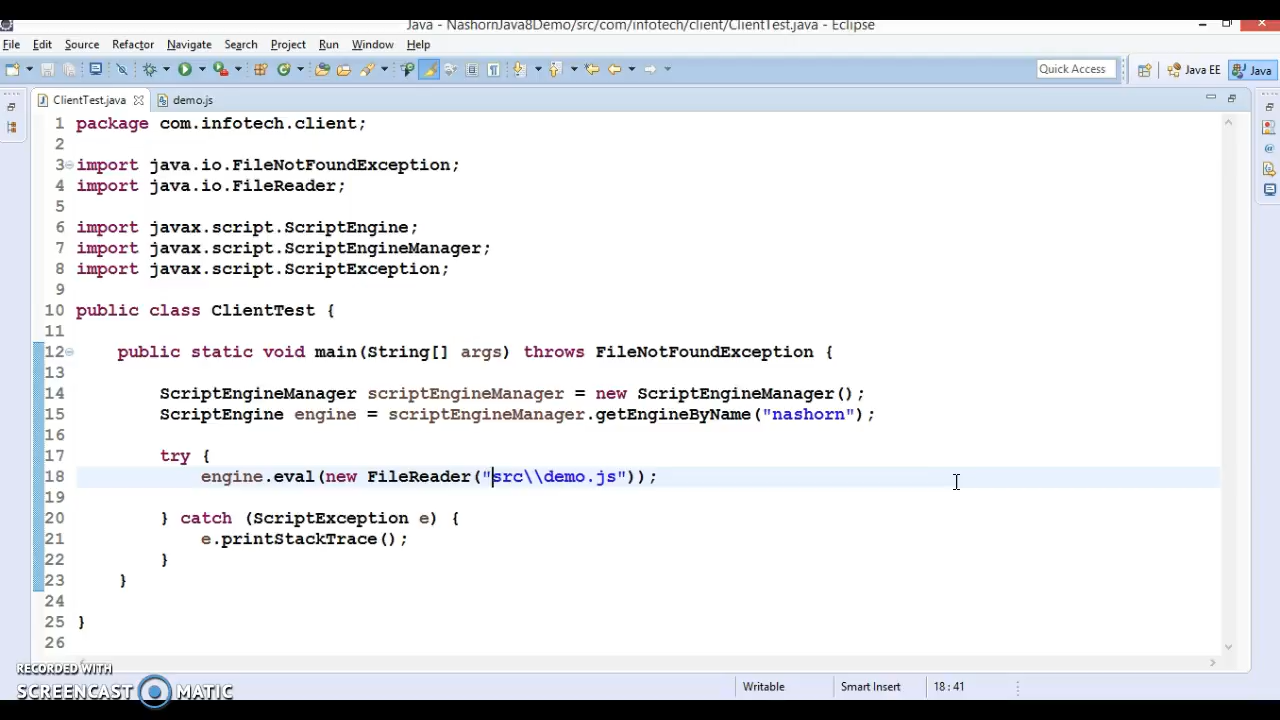 Java - NashornJava8Demo/src/com/infotech/client/ClientTest.java - Eclipse
File Edit Source Refactor Navigate Search Project Run Window Help
Quick Access Java EE Java
ClientTest.java demo.js
1 package com.infotech.client;
2
3 import java.io.FileNotFoundException;
4 import java.io.FileReader;
5
6 import javax.script.ScriptEngine;
7 import javax.script.ScriptEngineManager;
8 import javax.script.ScriptException;
9
10 public class ClientTest {
11
12 public static void main(String[] args) throws FileNotFoundException {
13
14 ScriptEngineManager scriptEngineManager = new ScriptEngineManager();
15 ScriptEngine engine = scriptEngineManager.getEngineByName("nashorn");
16
17 try {
18 engine.eval(new FileReader("src\\demo.js"));
19
20 } catch (ScriptException e) {
21 e.printStackTrace();
22 }
23 }
24
25 }
26
RECORDED WITH
SCREENCAST MATIC
Writable Smart Insert 18 : 41